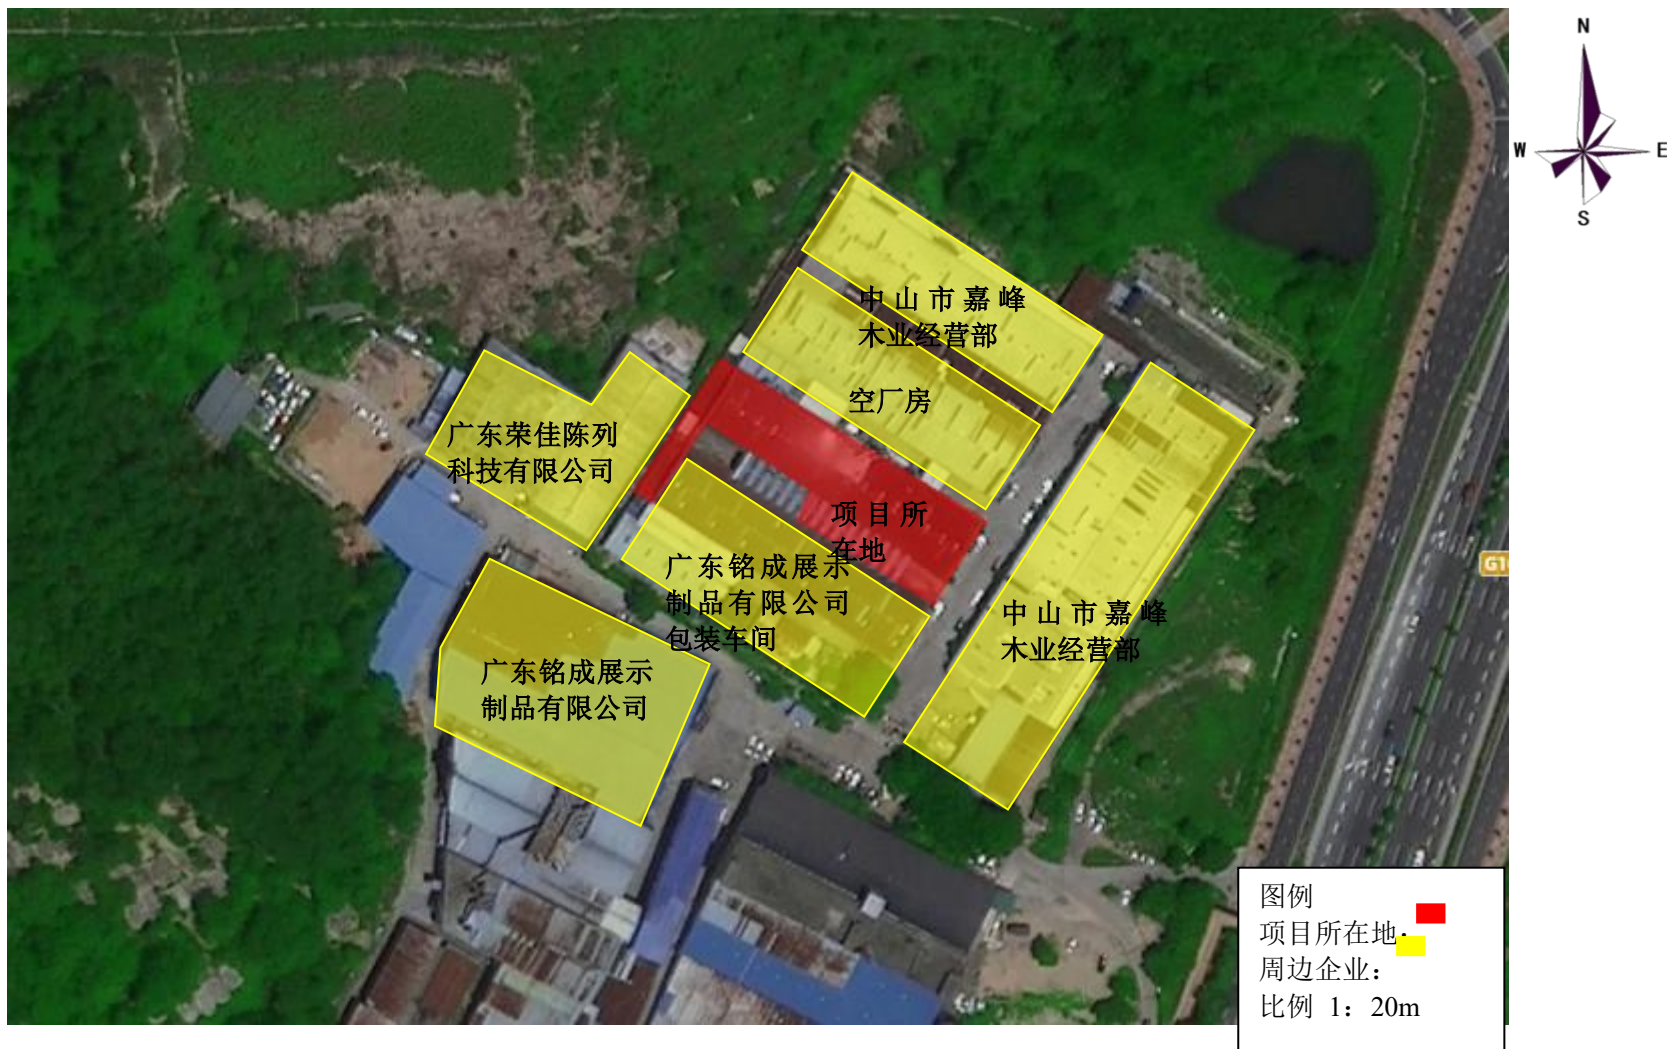 N
W
E
S
中山市嘉峰
木业经营部
空厂房
广东荣佳陈列
科技有限公司
项目所
在地
广东铭成展示
制品有限公司
包装车间
中山市嘉峰
木业经营部
广东铭成展示
制品有限公司
图例
项目所在地：
周边企业：
比例 1：20m